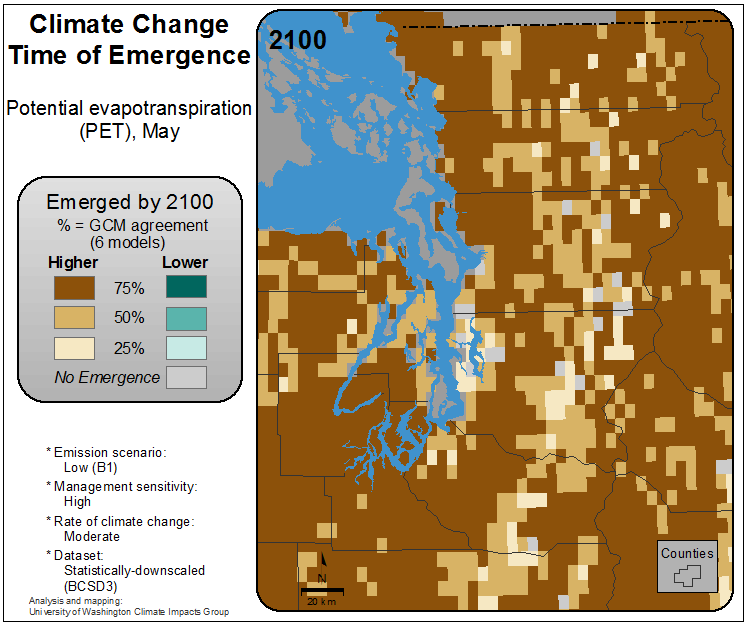 Climate Change
Time of Emergence
Potential evapotranspiration
(PET), May
Emerged by 2100
% = GCM agreement
(6 models)
Higher Lower
75%
50%
25%
No Emergence
* Emission scenario:
Low (B1)
* Management sensitivity:
High
* Rate of climate change:
Moderate
* Dataset:
Statistically-downscaled
(BCSD3)
Analysis and mapping:
University of Washington Climate Impacts Group
2100
Counties
N
20 km